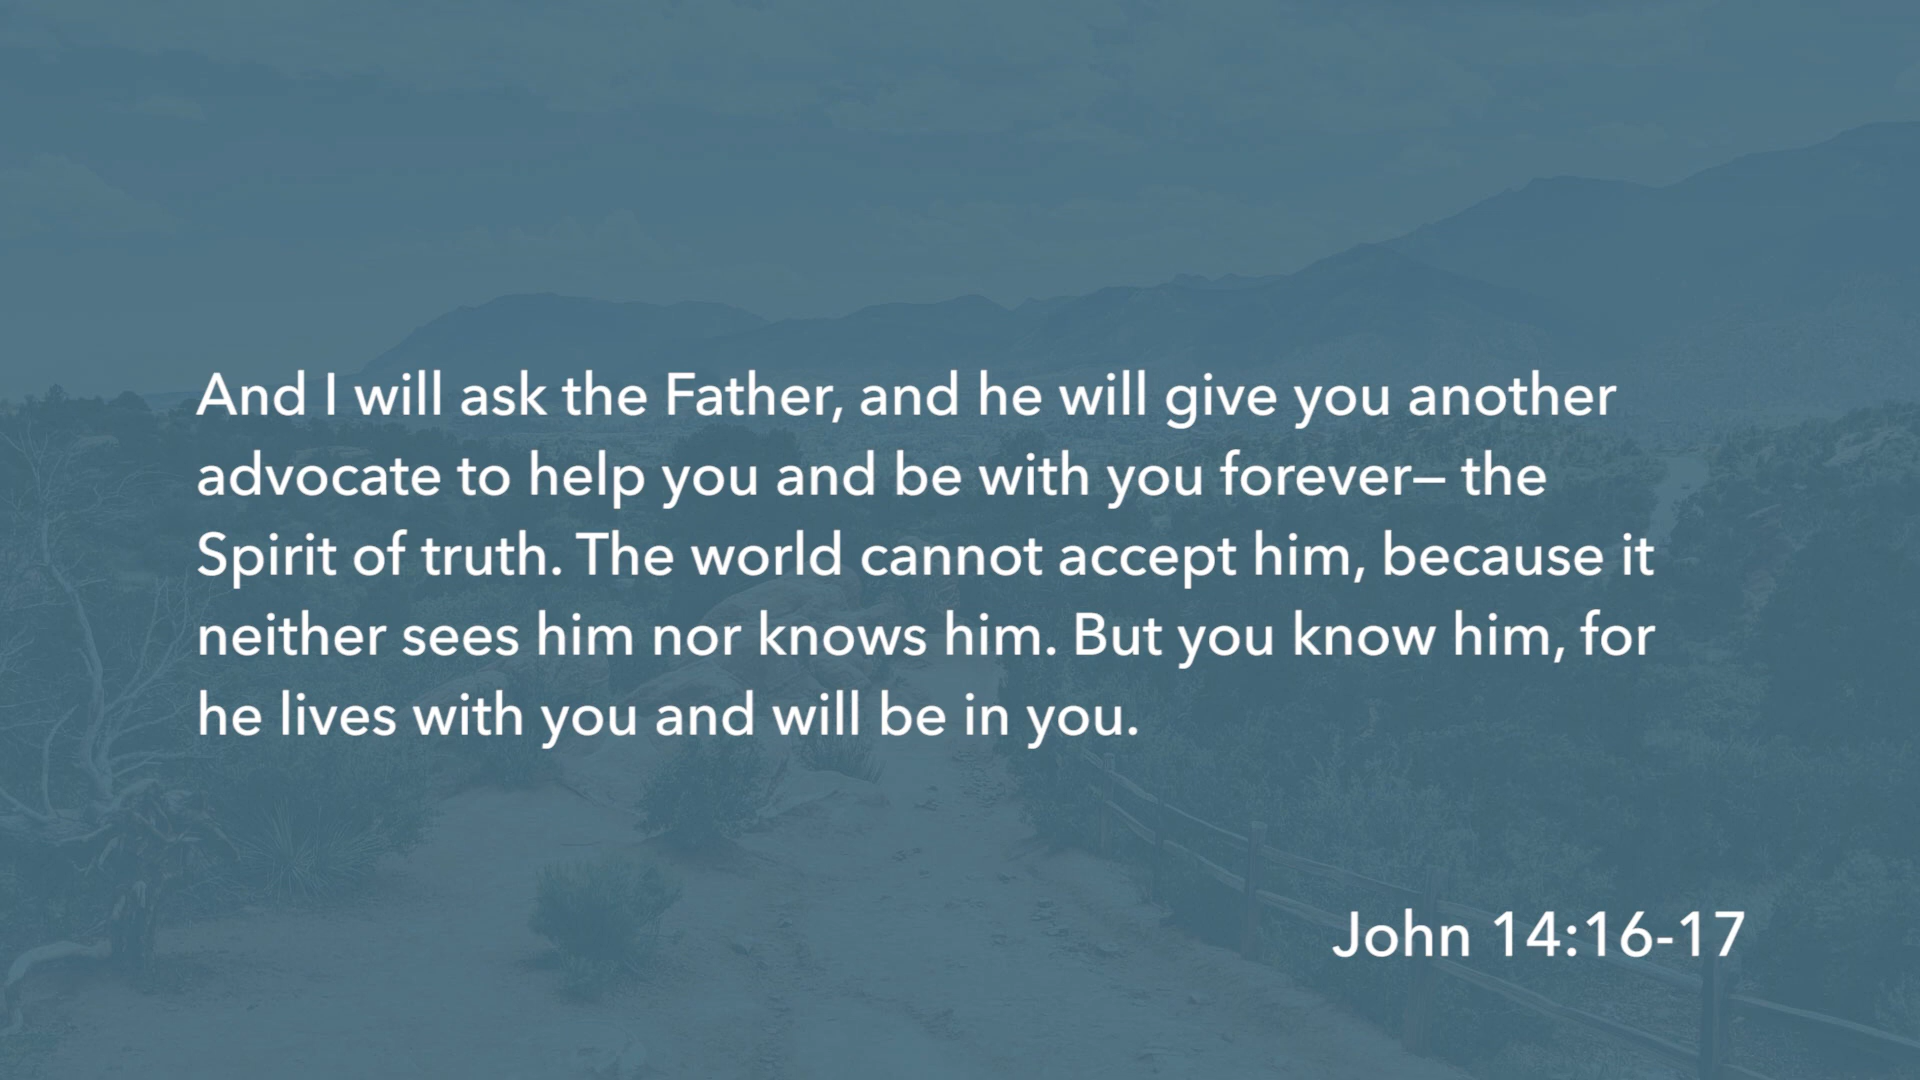 And I will ask the Father, and he will give you another
advocate to help you and be with you forever– the
Spirit of truth. The world cannot accept him, because it
neither sees him nor knows him. But you know him, for
he lives with you and will be in you.
John 14:16-17